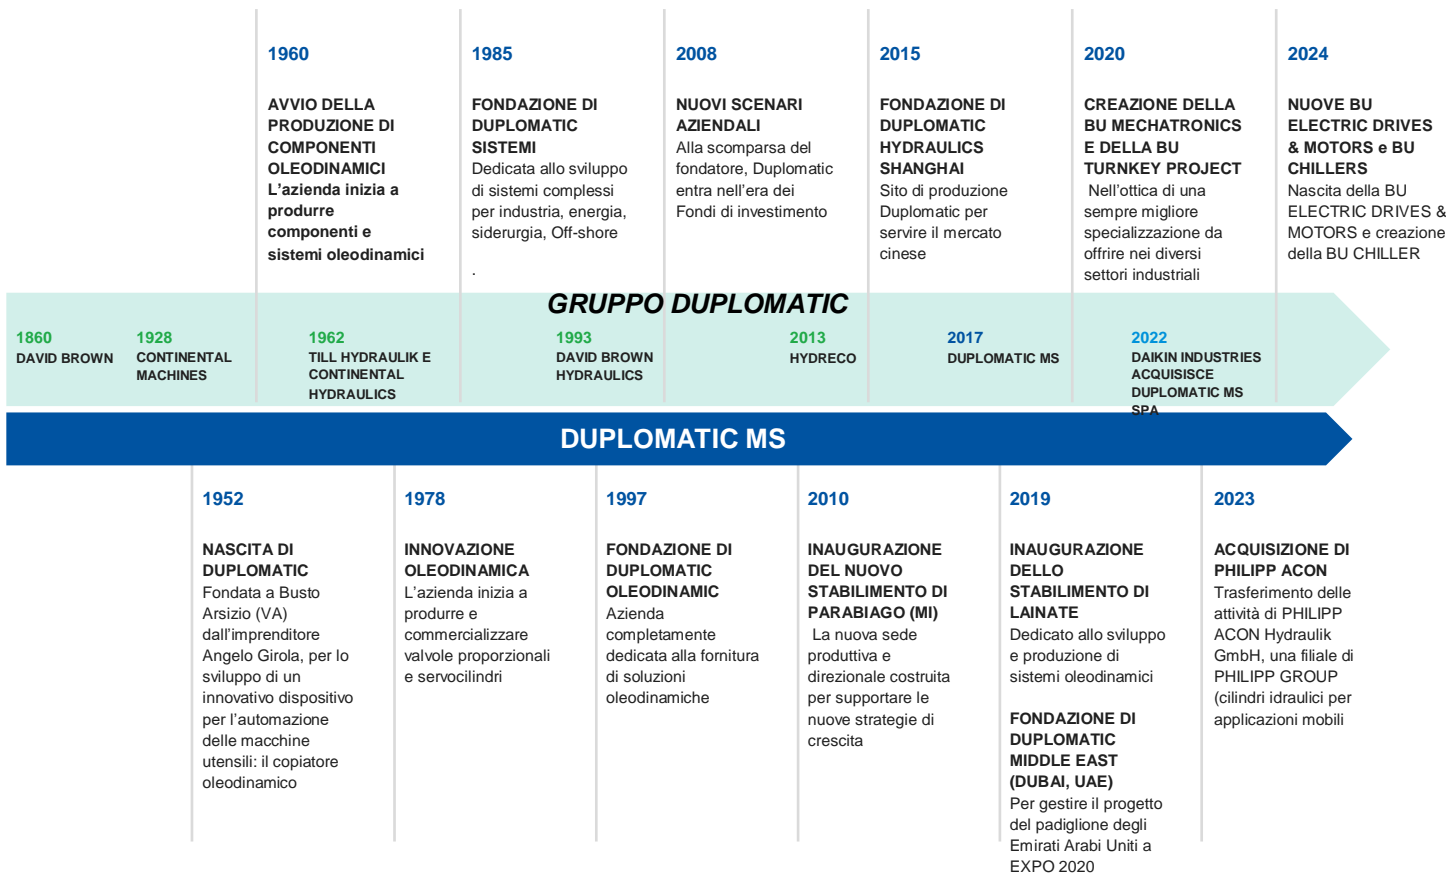 1960
AVVIO DELLA
PRODUZIONE DI
COMPONENTI
OLEODINAMICI
L’azienda inizia a
produrre
componenti e
sistemi oleodinamici
1985
FONDAZIONE DI
DUPLOMATIC
SISTEMI
Dedicata allo sviluppo
di sistemi complessi
per industria, energia,
siderurgia, Off-shore
.
2008
NUOVI SCENARI
AZIENDALI
Alla scomparsa del
fondatore, Duplomatic
entra nell’era dei
Fondi di investimento
2015
FONDAZIONE DI
DUPLOMATIC
HYDRAULICS
SHANGHAI
Sito di produzione
Duplomatic per
servire il mercato
cinese
2020
CREAZIONE DELLA
BU MECHATRONICS
E DELLA BU
TURNKEY PROJECT
Nell’ottica di una
sempre migliore
specializzazione da
offrire nei diversi
settori industriali
2024
NUOVE BU
ELECTRIC DRIVES
& MOTORS e BU
CHILLERS
Nascita della BU
ELECTRIC DRIVES &
MOTORS e creazione
della BU CHILLER
GRUPPO DUPLOMATIC
1860
DAVID BROWN
1928
CONTINENTAL
MACHINES
1962
TILL HYDRAULIK E
CONTINENTAL
HYDRAULICS
1993
DAVID BROWN
HYDRAULICS
2013
HYDRECO
2017
DUPLOMATIC MS
2022
DAIKIN INDUSTRIES
ACQUISISCE
DUPLOMATIC MS
SPA
DUPLOMATIC MS
1952
NASCITA DI
DUPLOMATIC
Fondata a Busto
Arsizio (VA)
dall’imprenditore
Angelo Girola, per lo
sviluppo di un
innovativo dispositivo
per l’automazione
delle macchine
utensili: il copiatore
oleodinamico
1978
INNOVAZIONE
OLEODINAMICA
L’azienda inizia a
produrre e
commercializzare
valvole proporzionali
e servocilindri
1997
FONDAZIONE DI
DUPLOMATIC
OLEODINAMIC
Azienda
completamente
dedicata alla fornitura
di soluzioni
oleodinamiche
2010
INAUGURAZIONE
DEL NUOVO
STABILIMENTO DI
PARABIAGO (MI)
La nuova sede
produttiva e
direzionale costruita
per supportare le
nuove strategie di
crescita
2019
INAUGURAZIONE
DELLO
STABILIMENTO DI
LAINATE
Dedicato allo sviluppo
e produzione di
sistemi oleodinamici
FONDAZIONE DI
DUPLOMATIC
MIDDLE EAST
(DUBAI, UAE)
Per gestire il progetto
del padiglione degli
Emirati Arabi Uniti a
EXPO 2020
2023
ACQUISIZIONE DI
PHILIPP ACON
Trasferimento delle
attività di PHILIPP
ACON Hydraulik
GmbH, una filiale di
PHILIPP GROUP
(cilindri idraulici per
applicazioni mobili